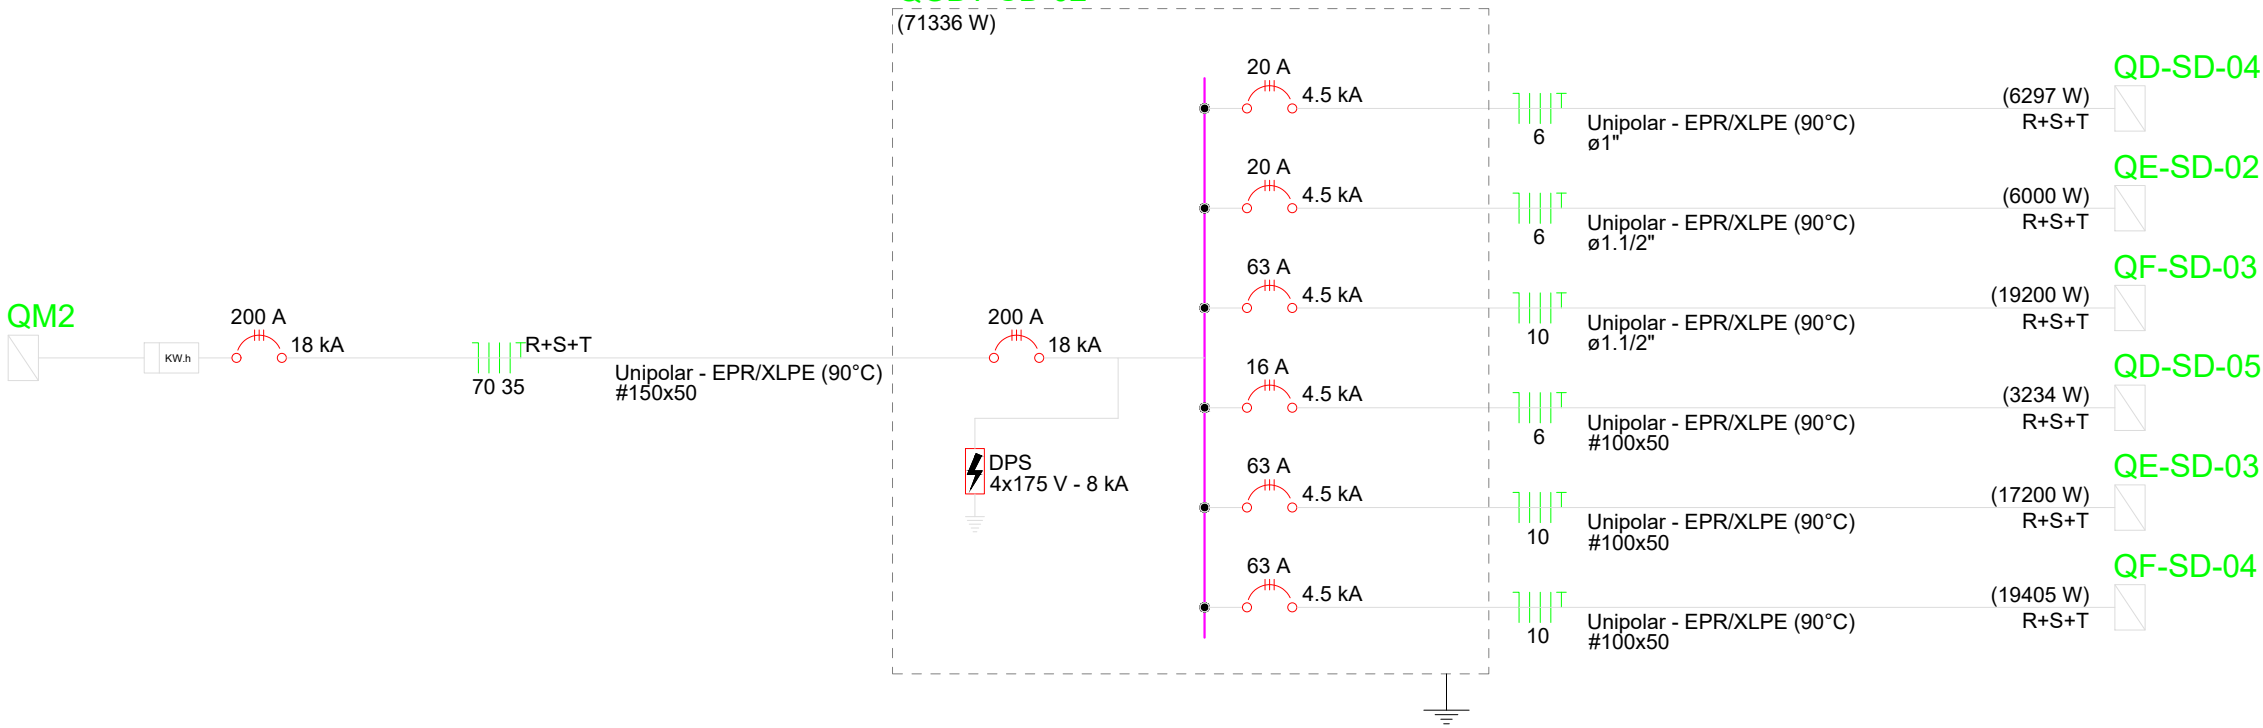 (71336 W)
20 A
4.5 kA
6
Unipolar - EPR/XLPE (90°C)
ø1"
(6297 W)
R+S+T
QD-SD-04
20 A
4.5 kA
6
Unipolar - EPR/XLPE (90°C)
ø1.1/2"
(6000 W)
R+S+T
QE-SD-02
63 A
4.5 kA
10
Unipolar - EPR/XLPE (90°C)
ø1.1/2"
(19200 W)
R+S+T
QF-SD-03
QM2
KW.h
200 A
18 kA
70 35
R+S+T
Unipolar - EPR/XLPE (90°C)
#150x50
200 A
18 kA
DPS
4x175 V - 8 kA
16 A
4.5 kA
6
Unipolar - EPR/XLPE (90°C)
#100x50
(3234 W)
R+S+T
QD-SD-05
63 A
4.5 kA
10
Unipolar - EPR/XLPE (90°C)
#100x50
(17200 W)
R+S+T
QE-SD-03
63 A
4.5 kA
10
Unipolar - EPR/XLPE (90°C)
#100x50
(19405 W)
R+S+T
QF-SD-04